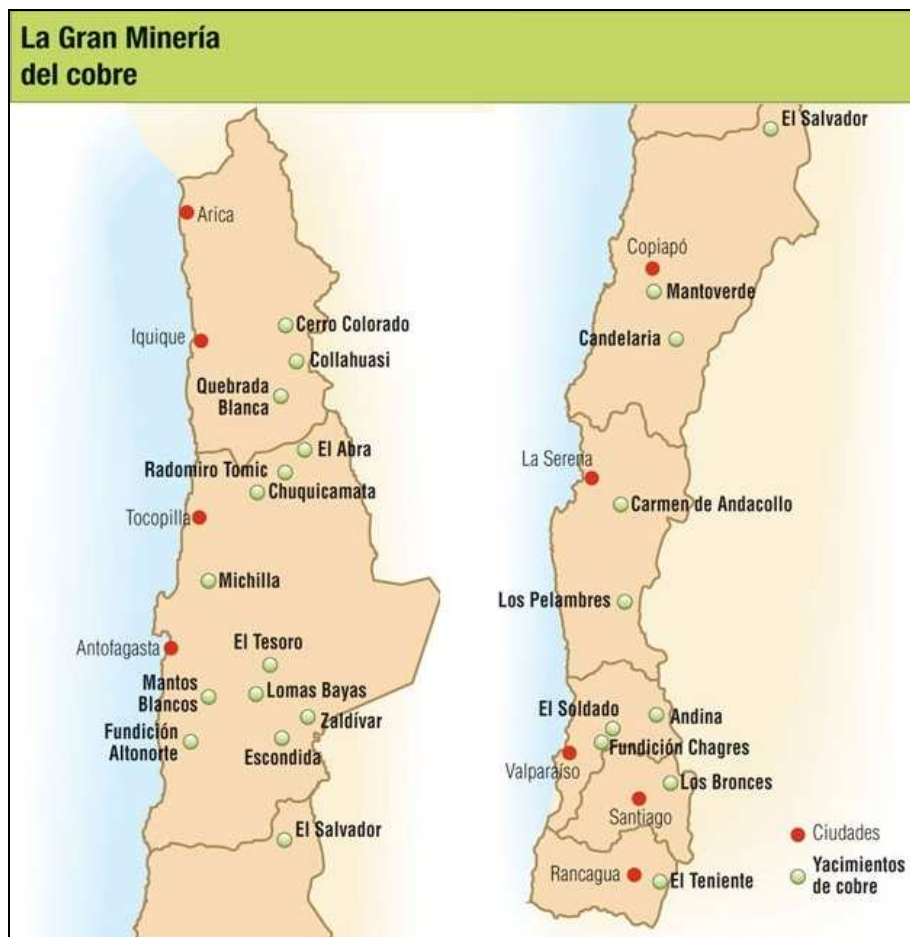 La Gran Minería
del cobre
Arica
Iquique
Cerro Colorado
Collahuasi
Quebrada
Blanca
El Abra
Radomiro Tomic
Chuquicamata
Tocopilla
Michilla
Antofagasta
El Tesoro
Mantos
Blancos
Lomas Bayas
Zaldívar
Fundición
Altonorte
Escondida
El Salvador
El Salvador
Copiapó
Mantoverde
Candelaria
La Serena
Carmen de Andacollo
Los Pelambres
El Soldado
Andina
Fundición Chagres
Valparaíso
Los Bronces
Santiago
Rancagua
El Teniente
Ciudades
Yacimientos
de cobre